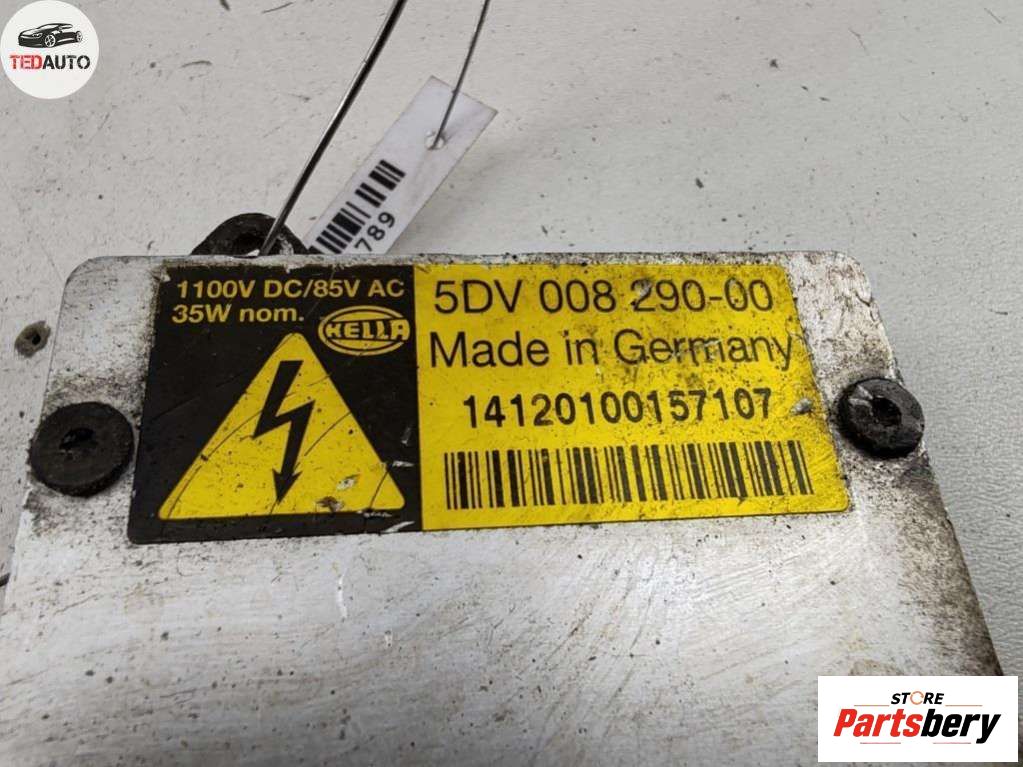 TEDAUTO
789
1100V DC/85V AC
35W nom.
HELLA
5DV 008 290-00
Made in Germany
14120100157107
STORE
Partsbery